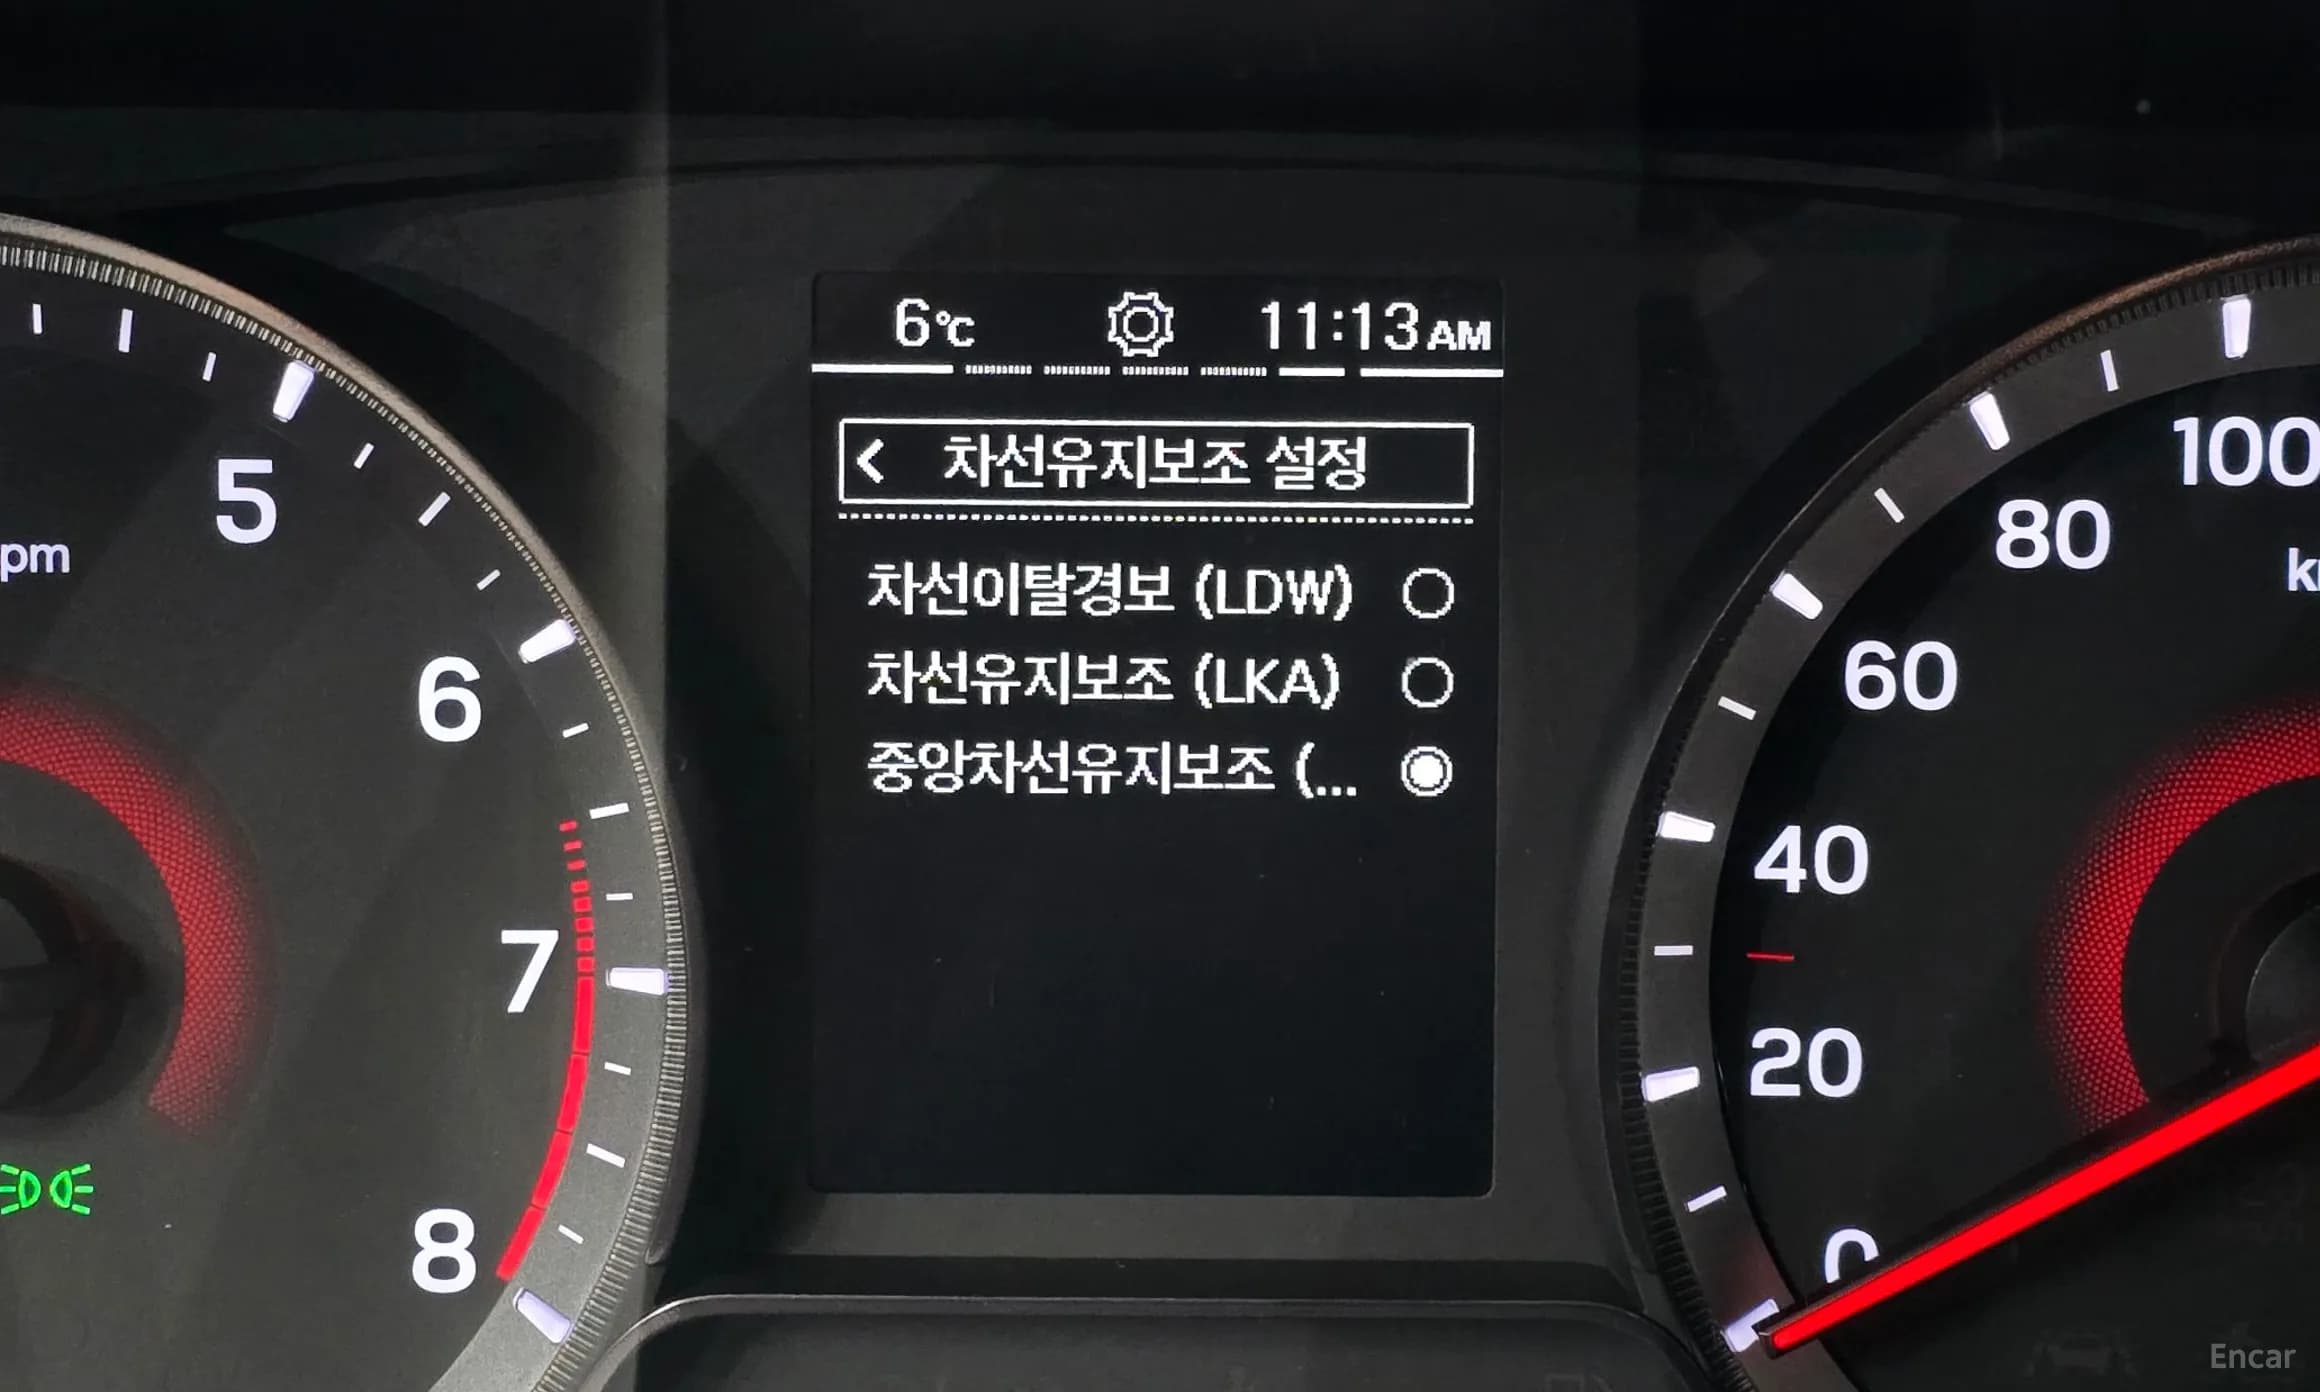 6℃ 11:13 AM
< 차선유지보조 설정
차선이탈경보 (LDW)
차선유지보조 (LKA)
중앙차선유지보조 (...
5
6
7
8
pm
100
80
60
40
20
0
k
Encar